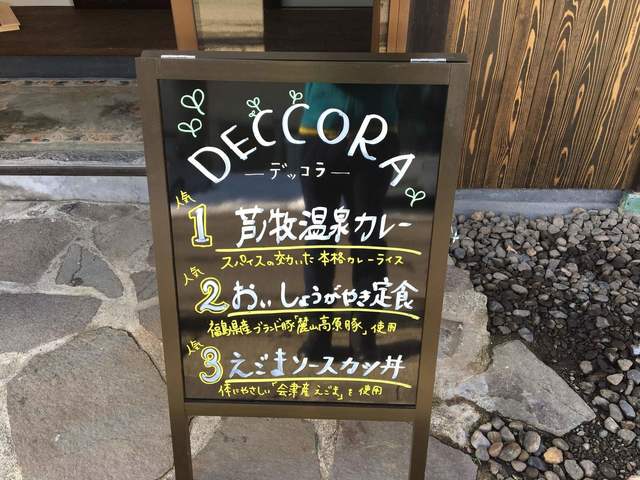 DECCORA
—デッコラ—
人気
1 芦ノ牧温泉カレー
スパイスの効いた本格カレーライス
人気
2 おいしょうがやき定食
福島県産ブランド豚「麓山高原豚」使用
人気
3 えごまソースカツ丼
体にやさしい「会津産えごま」を使用